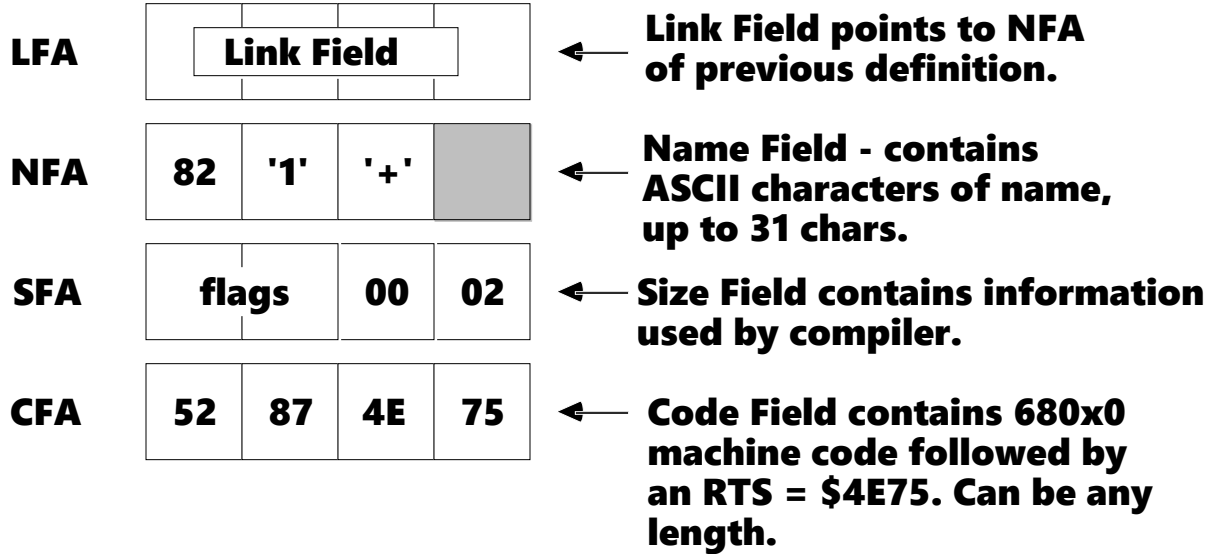 LFA Link Field Link Field points to NFA
of previous definition.
NFA 82 '1' '+' Name Field - contains
ASCII characters of name,
up to 31 chars.
SFA flags 00 02 Size Field contains information
used by compiler.
CFA 52 87 4E 75 Code Field contains 680x0
machine code followed by
an RTS = $4E75. Can be any
length.